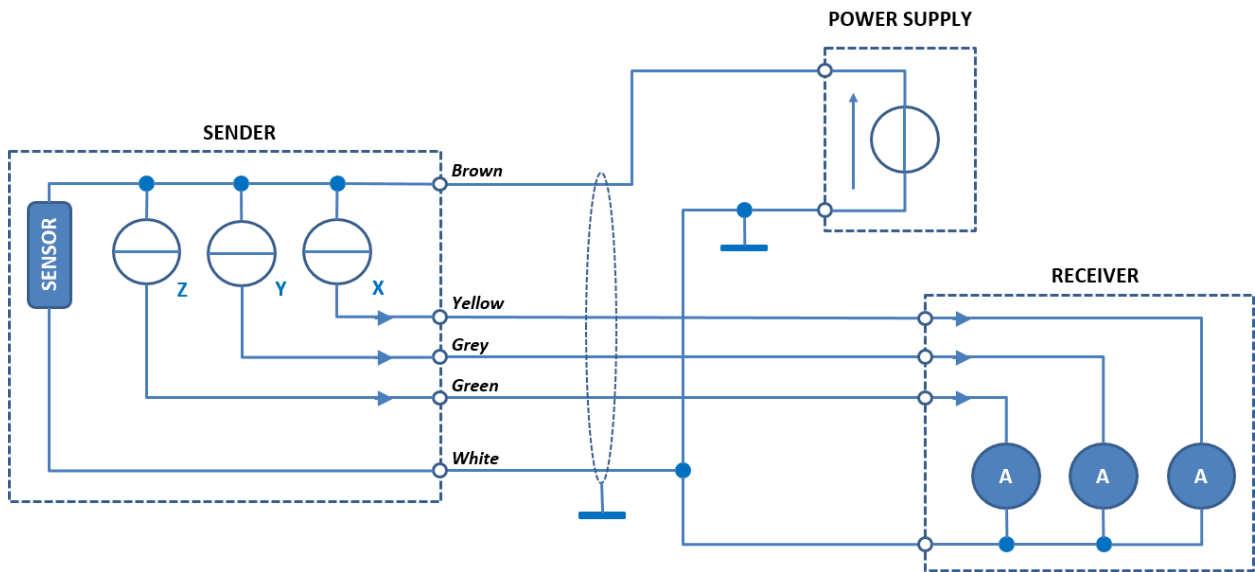 POWER SUPPLY
SENDER
Brown
SENSOR
Z
Y
X
Yellow
RECEIVER
Grey
Green
White
A
A
A